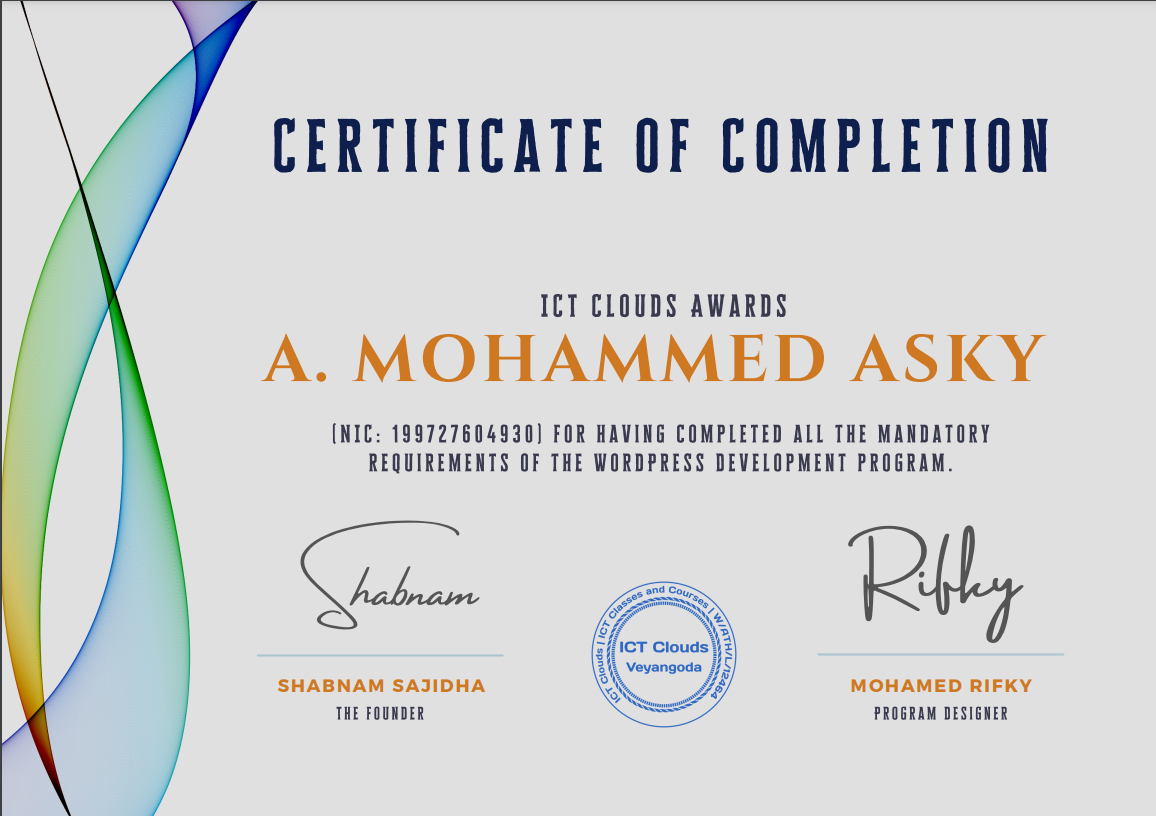 CERTIFICATE OF COMPLETION
ICT CLOUDS AWARDS
A. MOHAMMED ASKY
(NIC: 199727604930) FOR HAVING COMPLETED ALL THE MANDATORY
REQUIREMENTS OF THE WORDPRESS DEVELOPMENT PROGRAM.
Shabnam
Rifky
ICT Clouds | ICT Classes and Courses | W/ATH/L/12464
ICT Clouds
Veyangoda
SHABNAM SAJIDHA
MOHAMED RIFKY
THE FOUNDER
PROGRAM DESIGNER